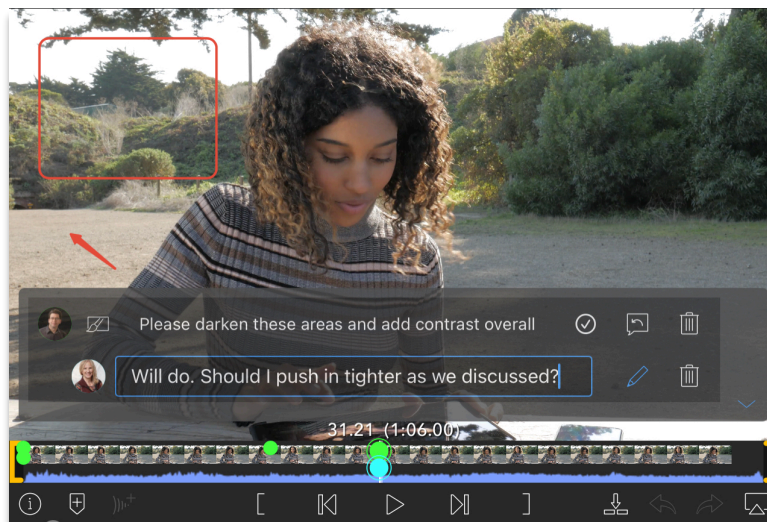 Please darken these areas and add contrast overall
Will do. Should I push in tighter as we discussed?
31.21 (1:06.00)